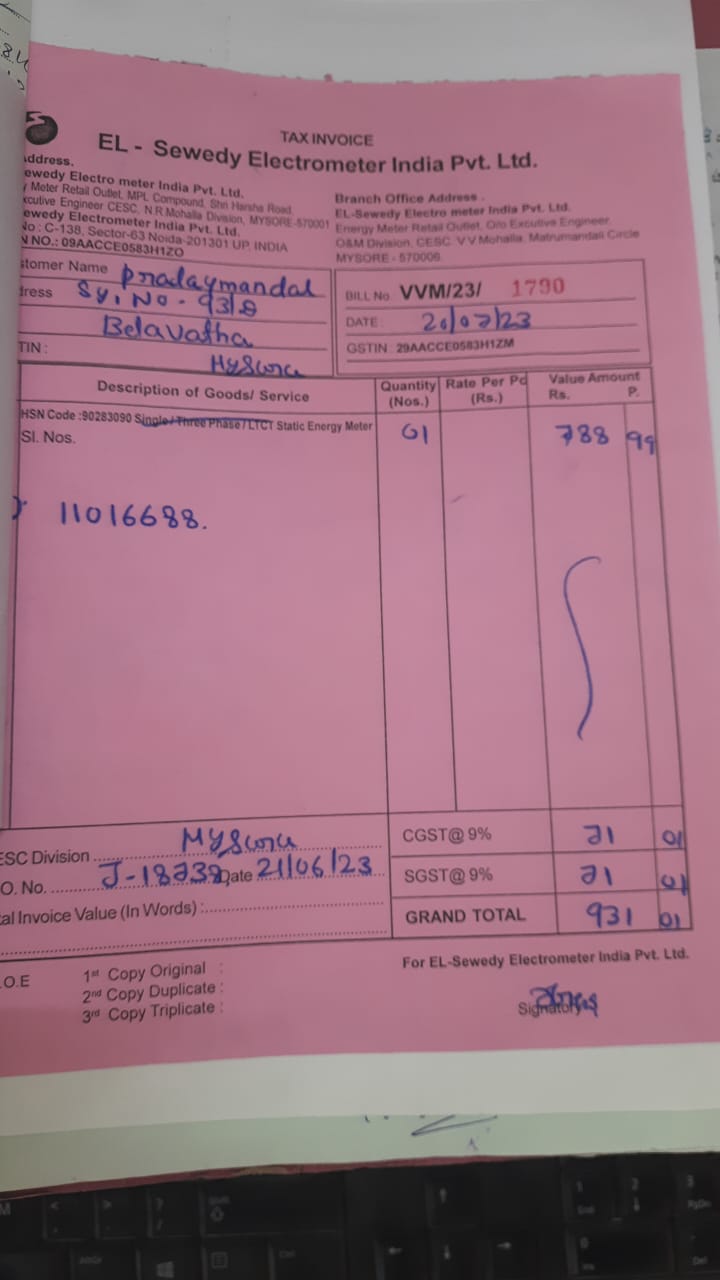 TAX INVOICE
EL - Sewedy Electrometer India Pvt. Ltd.
ddress.
ewedy Electro meter India Pvt. Ltd.
Meter Retail Outlet, MPL Compound, Shri Harsha Road,
cutive Engineer CESC, N.R.Mohalla Division, MYSORE-570001
ewedy Electrometer India Pvt. Ltd.
No : C-138, Sector-63 Noida-201301 UP. INDIA
N NO.: 09AACCE0583H1ZO
Branch Office Address .
EL-Sewedy Electro meter India Pvt. Ltd.
Energy Meter Retail Outlet, O/o Excutive Engineer,
O&M Division, CESC. V V Mohalla, Matrumandali Circle
MYSORE - 570006.
stomer Name Pralaymandal
dress Sy. No - 93/8
Belavatha
TIN : Mysore
BILL No. VVM/23/ 1790
DATE : 20/07/23
GSTIN : 29AACCE0583H1ZM
Description of Goods/ Service Quantity (Nos.) Rate Per Pc (Rs.) Value Amount Rs. P.
HSN Code :90283090 Single / Three Phase / LTCT Static Energy Meter 01 788 99
Sl. Nos.
11016688.
CGST@ 9% 71 01
SGST@ 9% 71 01
GRAND TOTAL 931 01
ESC Division Mysore
O. No. J-18732 Date 21/06/23
al Invoice Value (In Words) :
.O.E
1st Copy Original :
2nd Copy Duplicate :
3rd Copy Triplicate :
For EL-Sewedy Electrometer India Pvt. Ltd.
Signatory